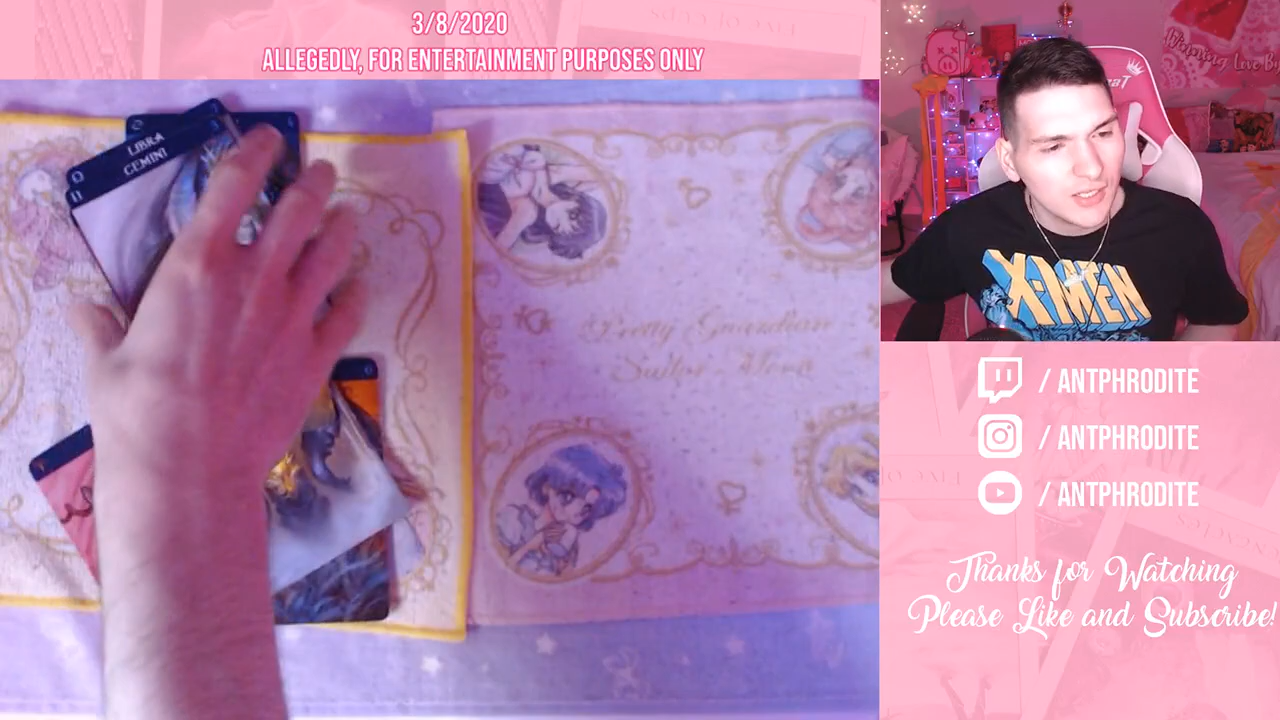 3/8/2020
ALLEGEDLY, FOR ENTERTAINMENT PURPOSES ONLY
LIBRA
GEMINI
Pretty Guardian
Sailor Moon
X-MEN
/ ANTPHRODITE
/ ANTPHRODITE
/ ANTPHRODITE
Thanks for Watching
Please Like and Subscribe!